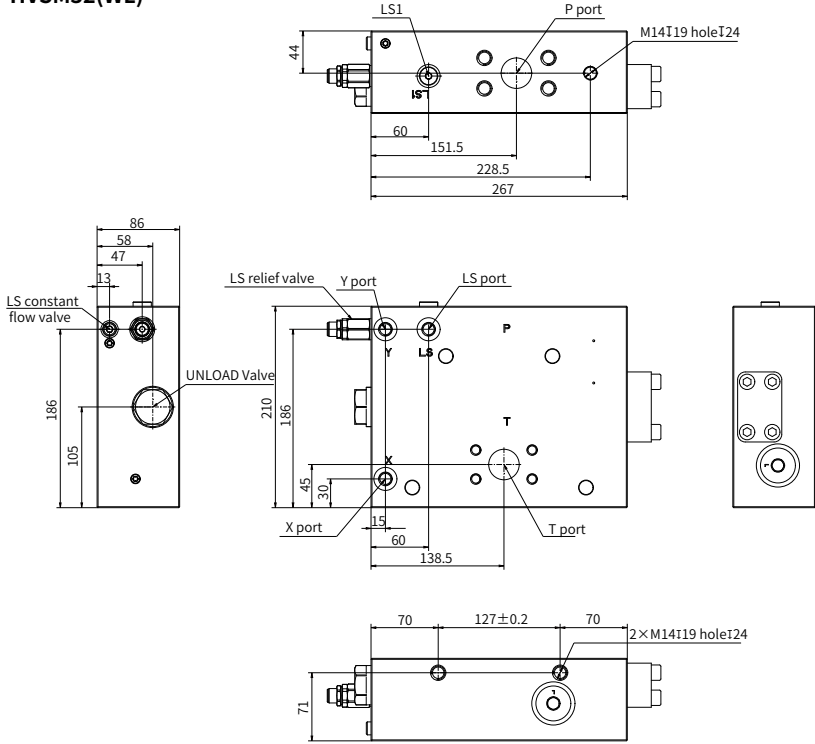 LS1
P port
M14↧19 hole↧24
44
LS1
60
151.5
228.5
267
86
58
47
13
LS constant
flow valve
UNLOAD Valve
186
105
LS relief valve
Y port
LS port
P
Y
LS
T
X
210
186
45
30
15
60
138.5
X port
T port
70
127±0.2
70
2×M14↧19 hole↧24
71